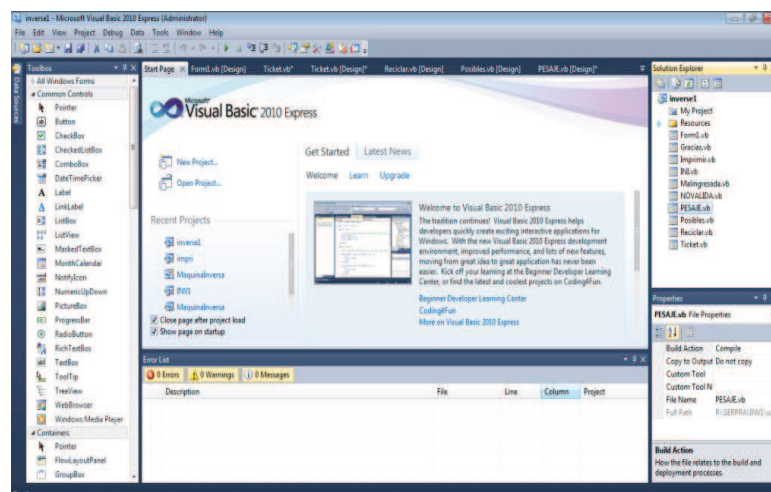 inverse1 - Microsoft Visual Basic 2010 Express (Administrator)
File Edit View Project Debug Data Tools Window Help
Toolbox
All Windows Forms
Common Controls
Pointer
Button
CheckBox
CheckedListBox
ComboBox
DateTimePicker
Label
LinkLabel
ListBox
ListView
MaskedTextBox
MonthCalendar
NotifyIcon
NumericUpDown
PictureBox
ProgressBar
RadioButton
RichTextBox
TextBox
ToolTip
TreeView
WebBrowser
Windows Media Player
Containers
Pointer
FlowLayoutPanel
GroupBox
Data Sources
Start Page Form1.vb [Design] Ticket.vb* Ticket.vb [Design]* Reciclar.vb [Design] Posibles.vb [Design] PESAJE.vb [Design]*
Microsoft
Visual Basic 2010 Express
New Project...
Open Project...
Recent Projects
inverse1
impri
MaquinaInversa
INV1
MaquinaInversa
Close page after project load
Show page on startup
Get Started Latest News
Welcome Learn Upgrade
Welcome to Visual Basic 2010 Express
The tradition continues! Visual Basic 2010 Express helps
developers quickly create exciting interactive applications for
Windows. With the new Visual Basic 2010 Express development
environment, improved performance, and lots of new features,
moving from great idea to great application has never been
easier. Kick off your learning at the Beginner Developer Learning
Center, or find the latest and coolest projects on Coding4Fun.
Beginner Developer Learning Center
Coding4Fun
More on Visual Basic 2010 Express
Error List
0 Errors 0 Warnings 0 Messages
Description File Line Column Project
Solution Explorer
inverse1
My Project
Resources
Form1.vb
Gracias.vb
Imprimir.vb
INI.vb
Malingresada.vb
NOVALIDA.vb
PESAJE.vb
Posibles.vb
Reciclar.vb
Ticket.vb
Properties
PESAJE.vb File Properties
Build Action Compile
Copy to Output Do not copy
Custom Tool
Custom Tool N
File Name PESAJE.vb
Full Path
Build Action
How the file relates to the build and
deployment processes.